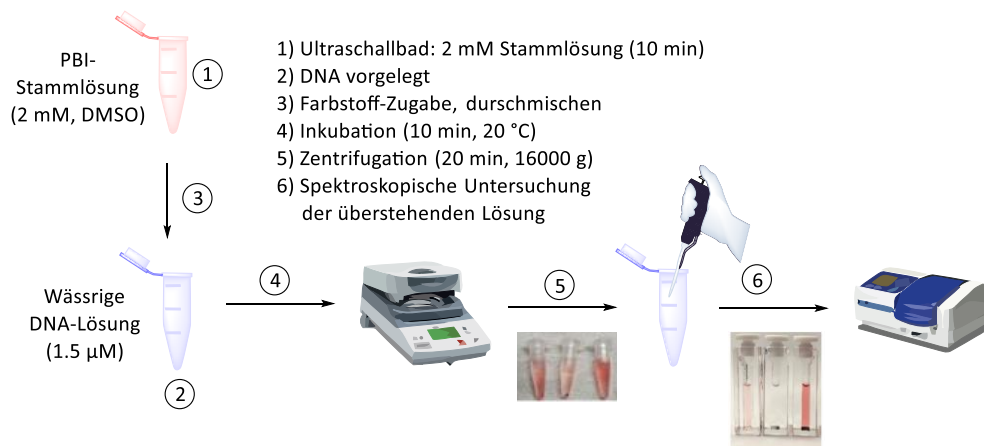 PBI-
Stammlösung
(2 mM, DMSO)
1
1) Ultraschallbad: 2 mM Stammlösung (10 min)
2) DNA vorgelegt
3) Farbstoff-Zugabe, durschmischen
4) Inkubation (10 min, 20 °C)
5) Zentrifugation (20 min, 16000 g)
6) Spektroskopische Untersuchung
der überstehenden Lösung
3
Wässrige
DNA-Lösung
(1.5 µM)
2
4
5
6